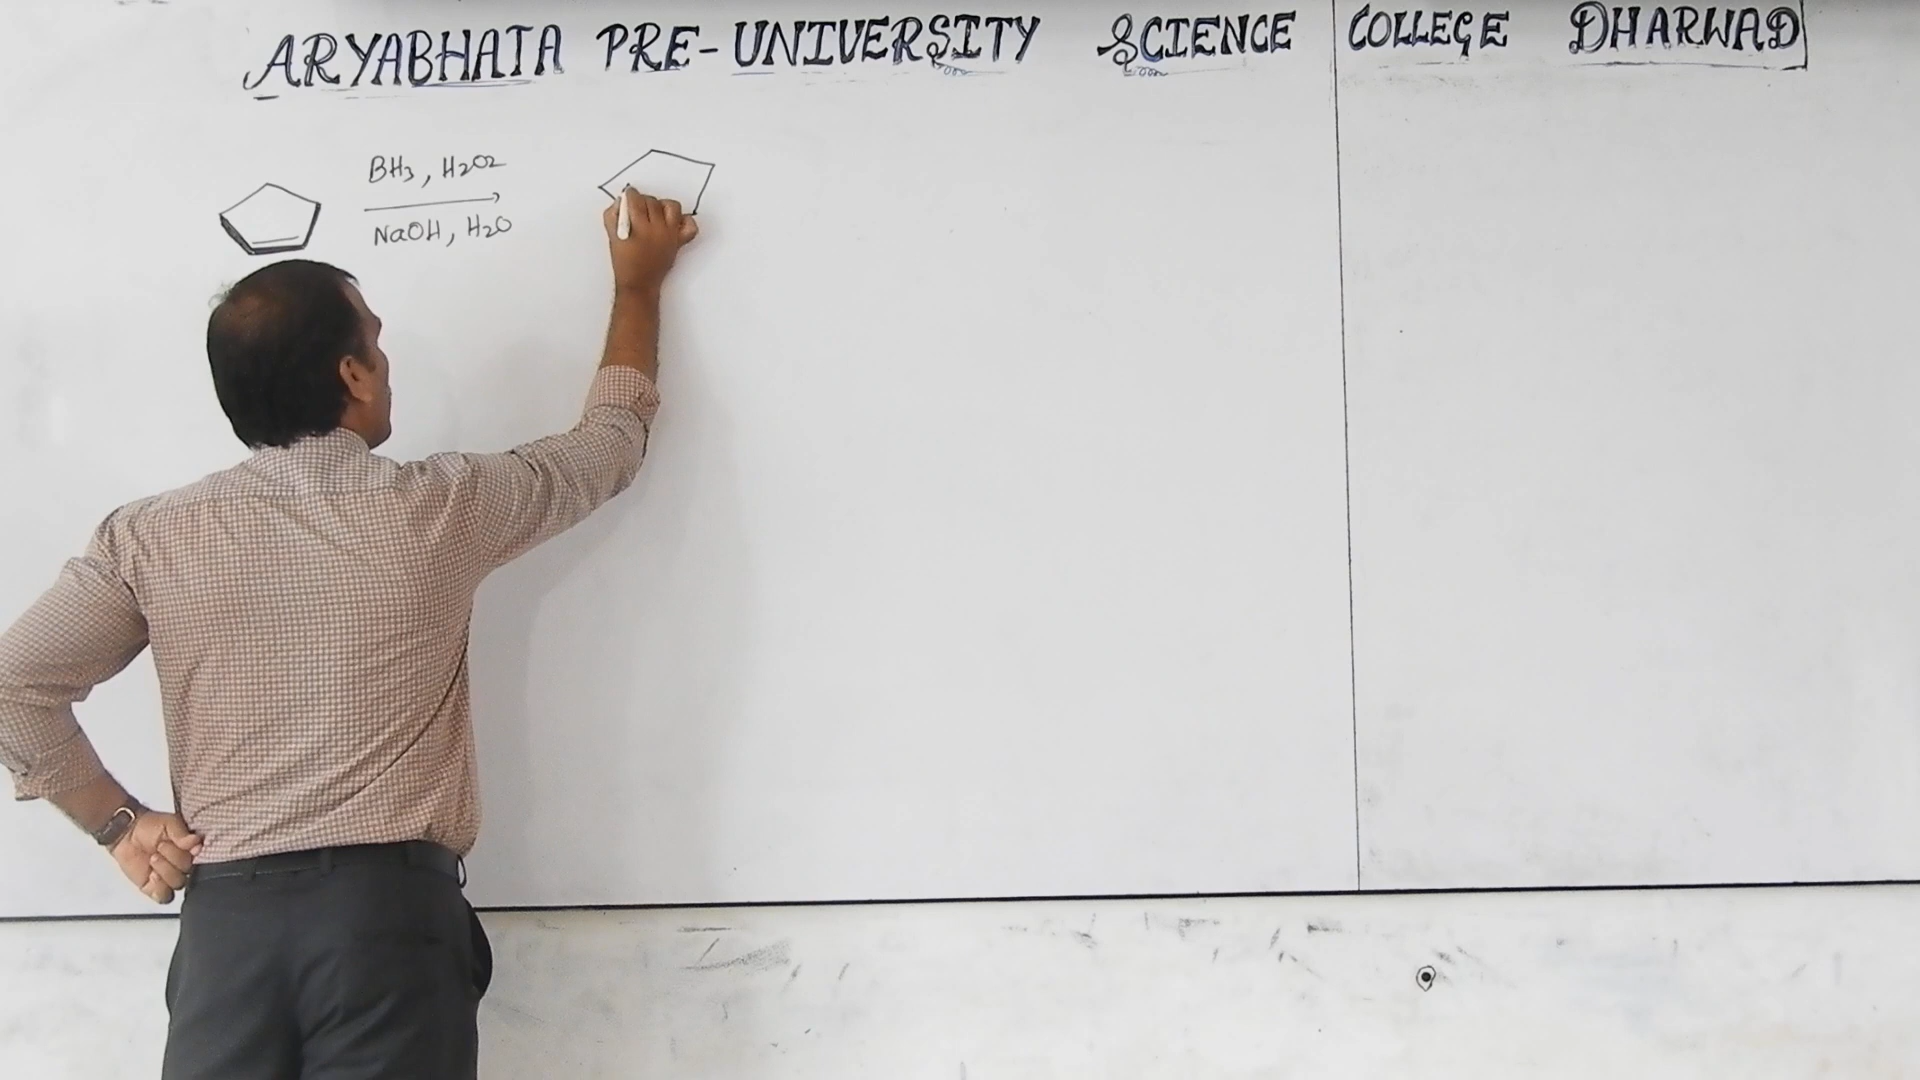 ARYABHATA PRE-UNIVERSITY SCIENCE COLLEGE DHARWAD
BH3, H2O2
NaOH, H2O